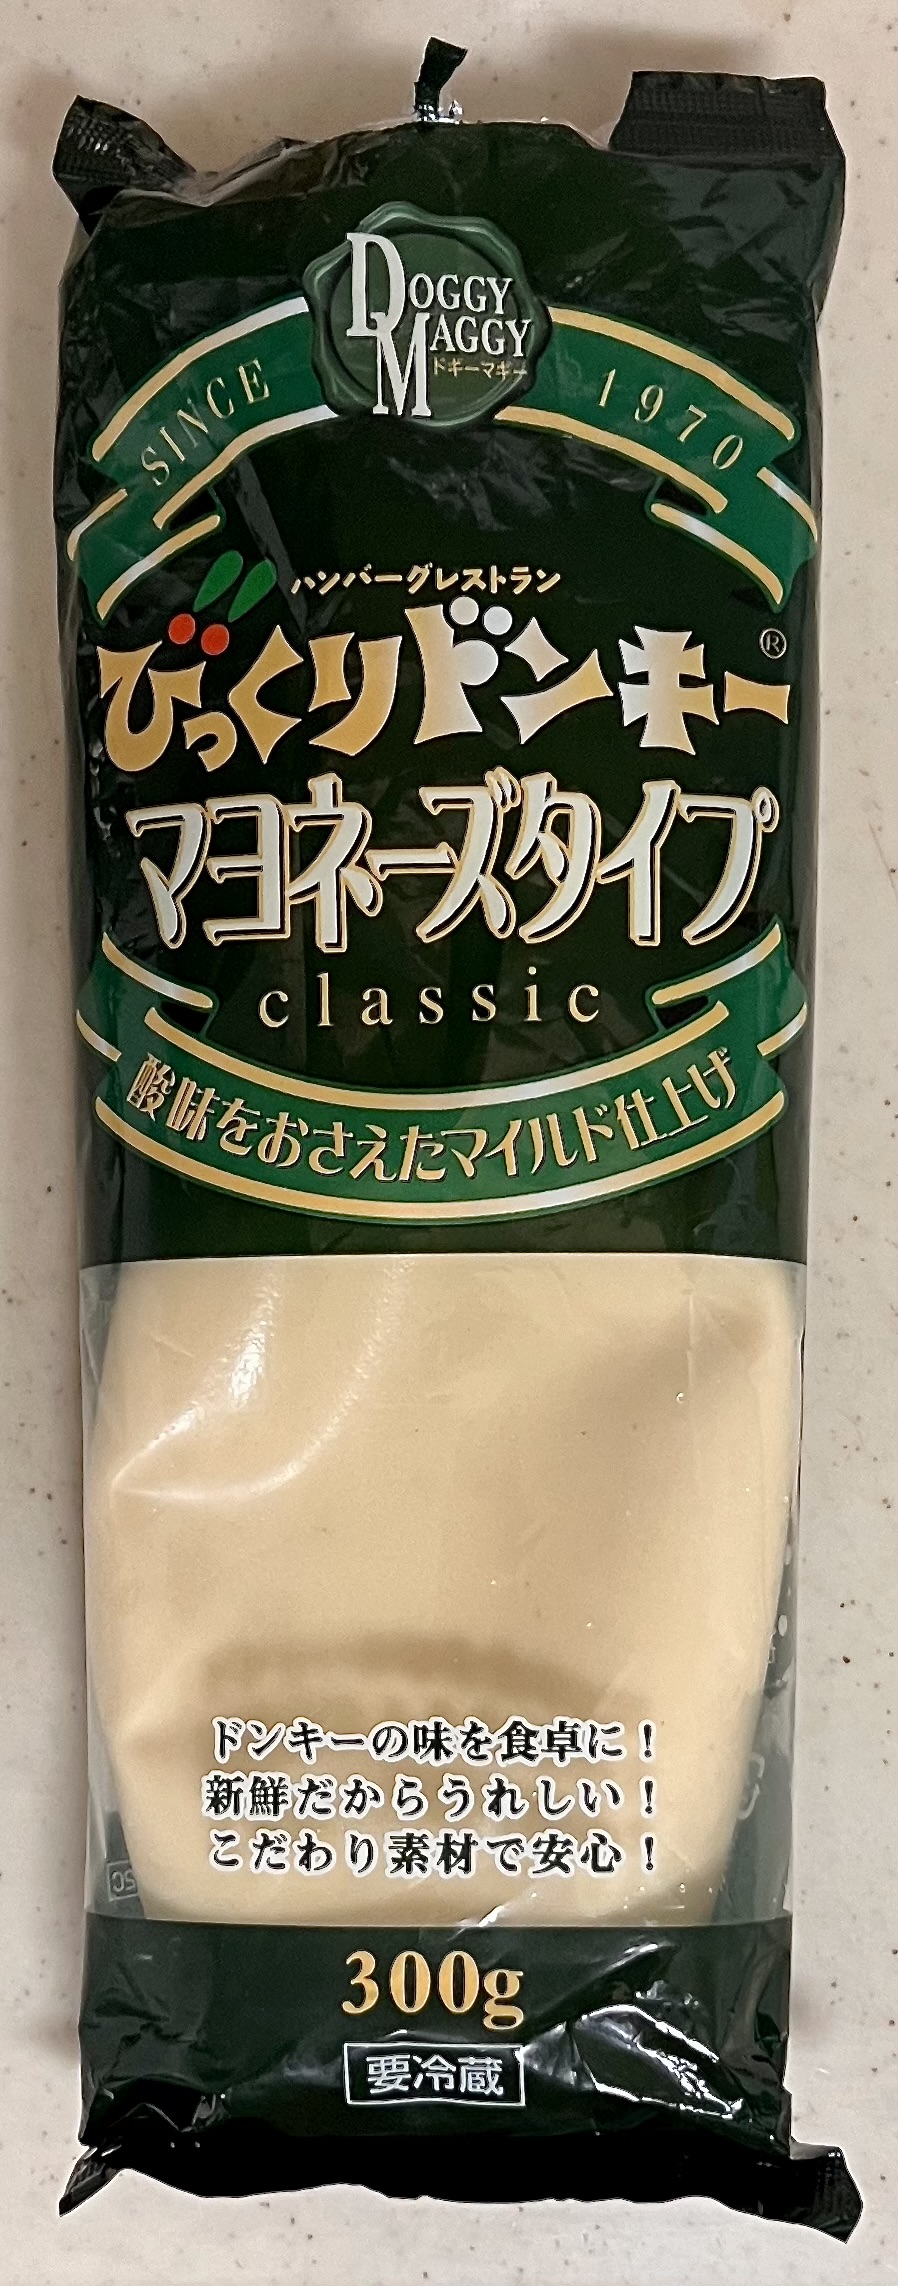 DOGGY
MAGGY
ドギーマギー
SINCE 1970
ハンバーグレストラン
びっくりドンキー®
マヨネーズタイプ
classic
酸味をおさえたマイルド仕上げ
ドンキーの味を食卓に！
新鮮だからうれしい！
こだわり素材で安心！
300g
要冷蔵